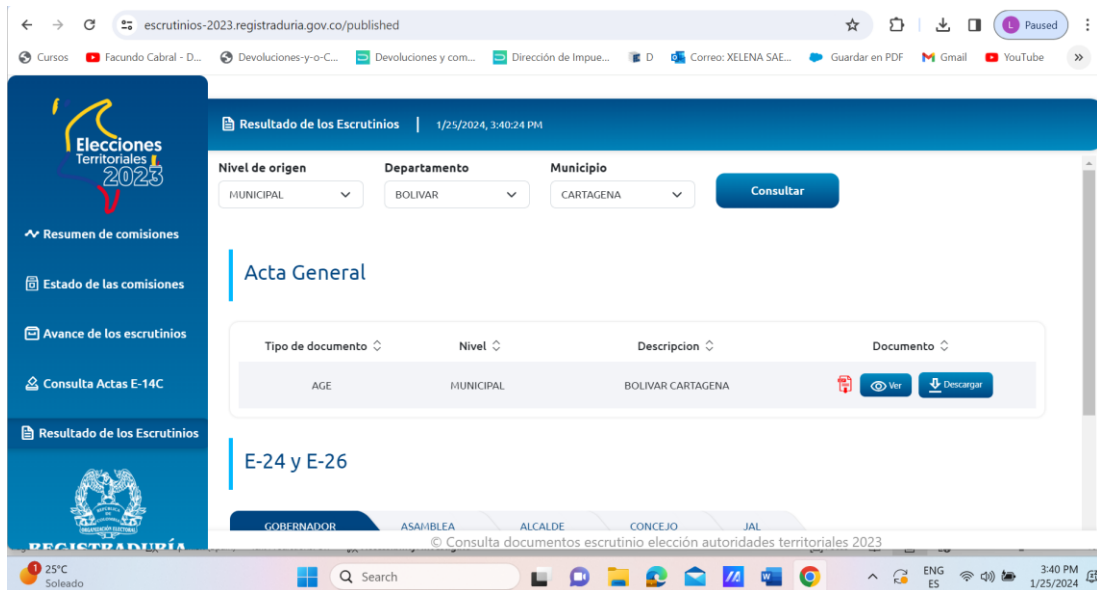 escrutinios-2023.registraduria.gov.co/published
L Paused
Cursos Facundo Cabral - D... Devoluciones-y-o-C... Devoluciones y com... Dirección de Impue... D Correo: XELENA SAE... Guardar en PDF Gmail YouTube »
Elecciones
Territoriales
2023
Resultado de los Escrutinios | 1/25/2024, 3:40:24 PM
Nivel de origen Departamento Municipio
MUNICIPAL BOLIVAR CARTAGENA Consultar
Resumen de comisiones
Estado de las comisiones
Avance de los escrutinios
Consulta Actas E-14C
Resultado de los Escrutinios
Acta General
Tipo de documento Nivel Descripcion Documento
AGE MUNICIPAL BOLIVAR CARTAGENA Ver Descargar
E-24 y E-26
GOBERNADOR ASAMBLEA ALCALDE CONCEJO JAL
REGISTRADURÍA
© Consulta documentos escrutinio elección autoridades territoriales 2023
1 25°C
Soleado
Search
ENG
ES
3:40 PM
1/25/2024